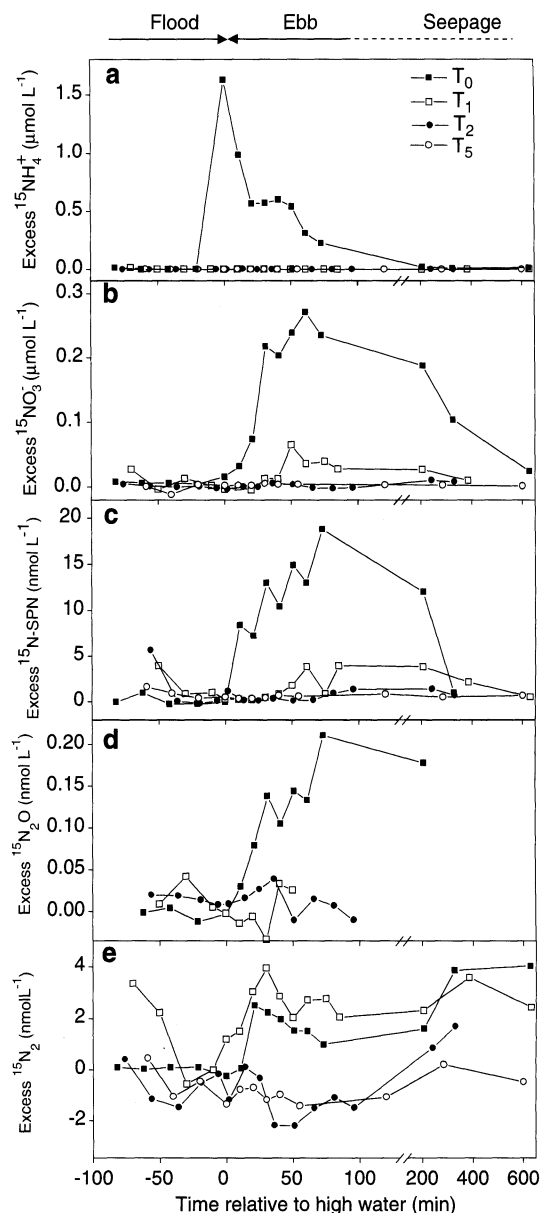 Flood Ebb Seepage
a
T0
T1
T2
T5
Excess 15NH4+ (μmol L-1)
1.5
1.0
0.5
0.0
b
Excess 15NO3- (μmol L-1)
0.3
0.2
0.1
0.0
c
Excess 15N-SPN (nmol L-1)
20
15
10
5
0
d
Excess 15N2O (nmol L-1)
0.20
0.15
0.10
0.05
0.00
e
Excess 15N2 (nmolL-1)
4
2
0
-2
-100 -50 0 50 100 200 400 600
Time relative to high water (min)